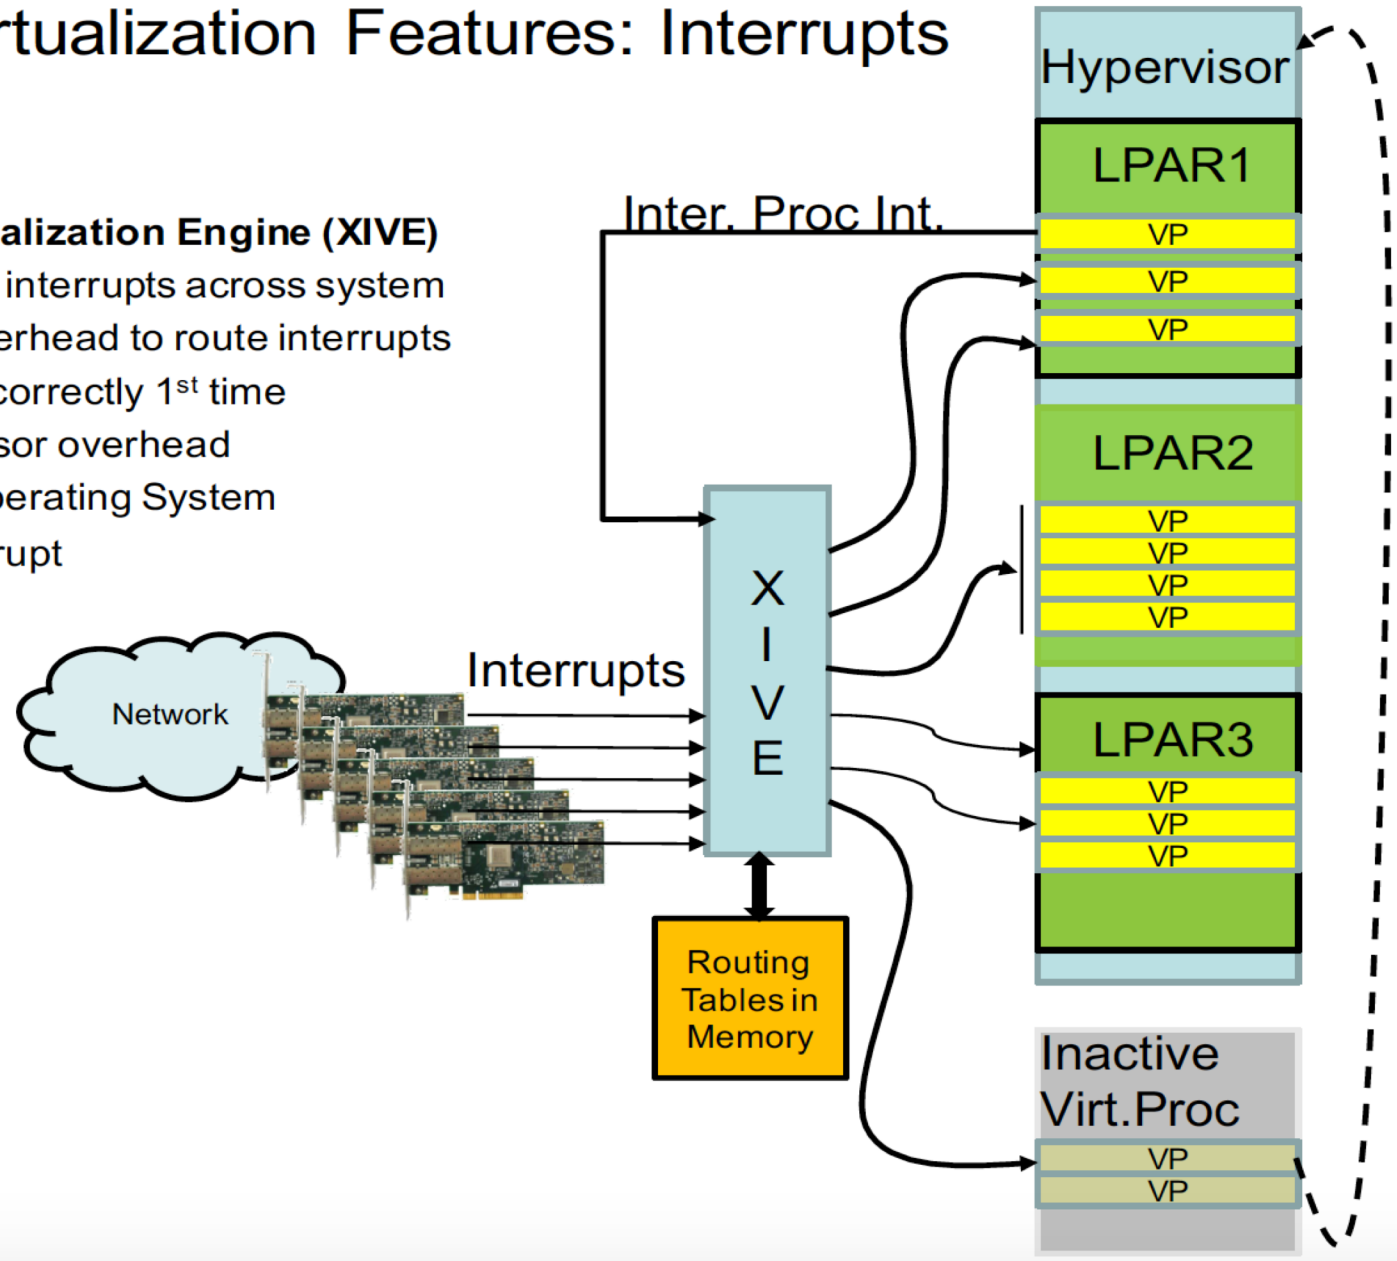 rtualization Features: Interrupts
alization Engine (XIVE)
interrupts across system
erhead to route interrupts
correctly 1st time
sor overhead
perating System
rupt
Network
Interrupts
Inter. Proc Int.
X
I
V
E
Routing
Tables in
Memory
Hypervisor
LPAR1
VP
VP
VP
LPAR2
VP
VP
VP
VP
LPAR3
VP
VP
VP
Inactive
Virt.Proc
VP
VP